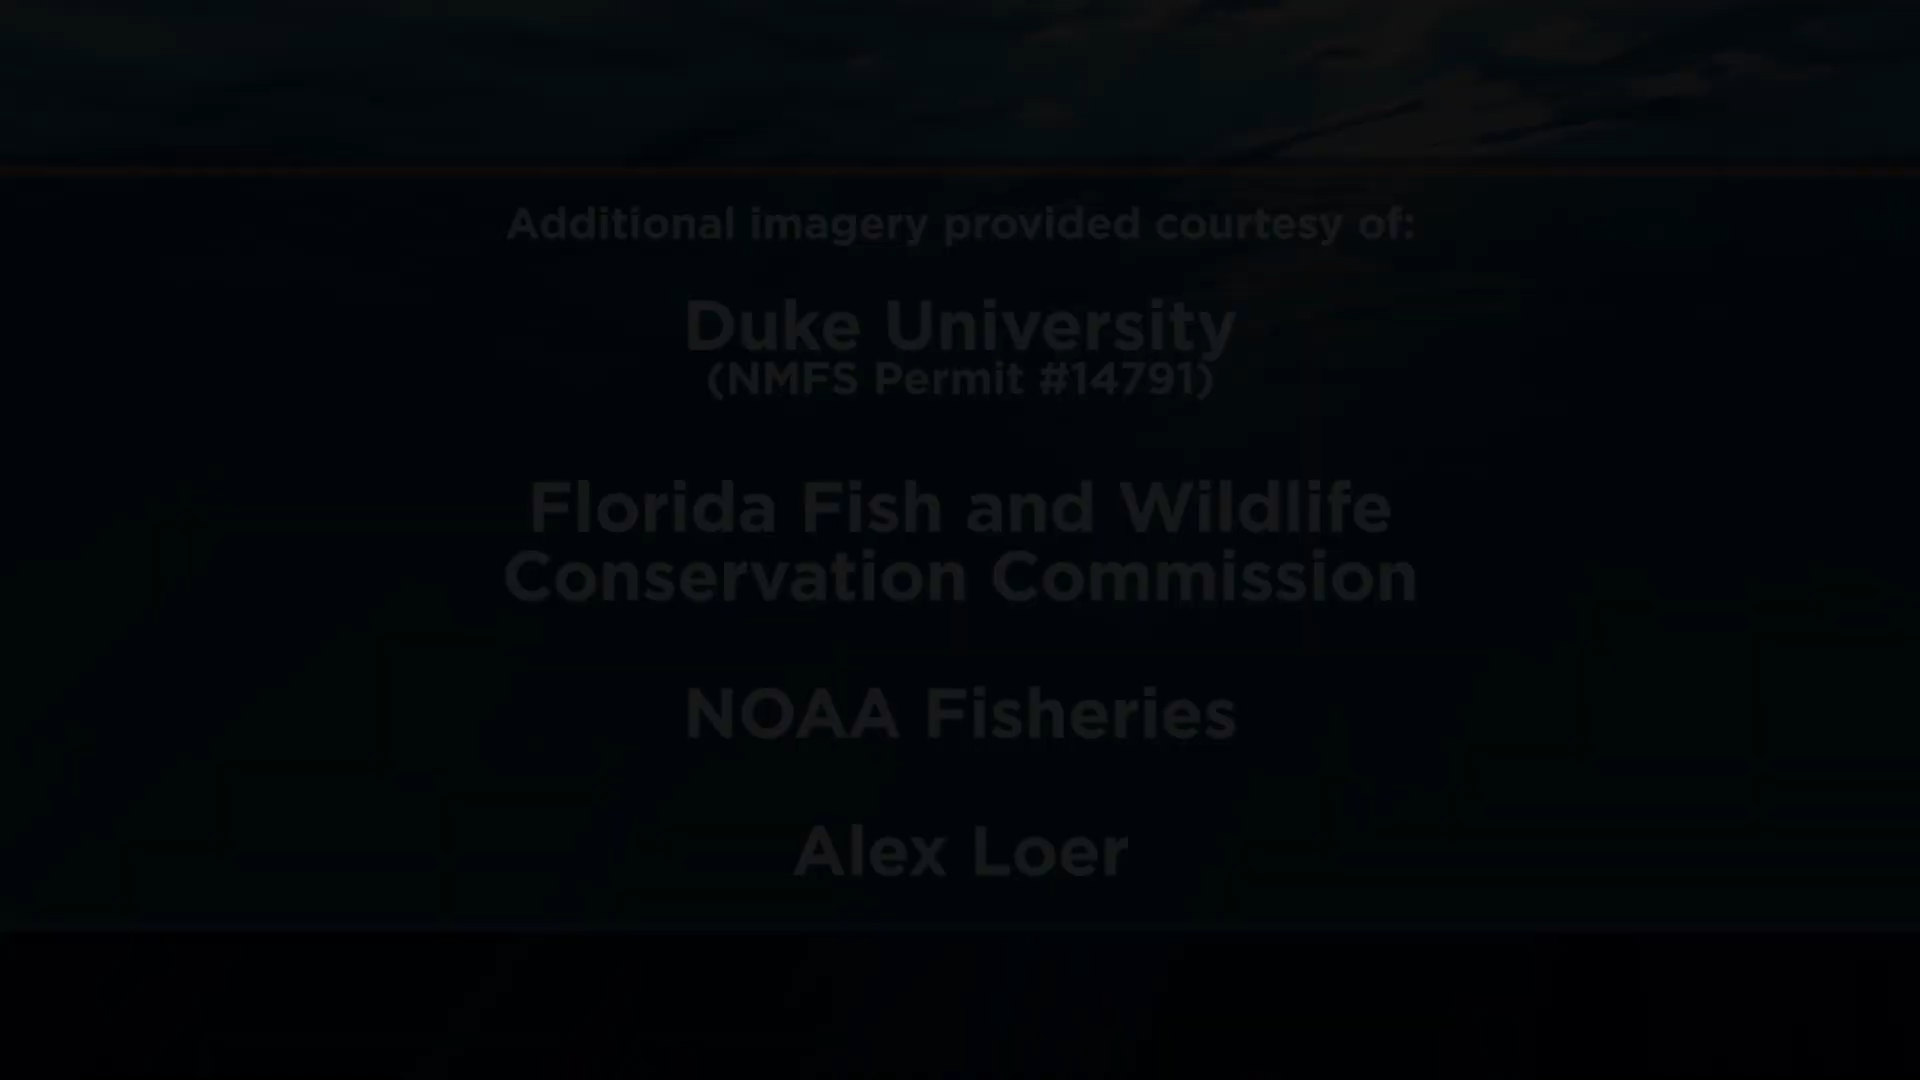 Additional imagery provided courtesy of:
Duke University
(NMFS Permit #14791)
Florida Fish and Wildlife
Conservation Commission
NOAA Fisheries
Alex Loer